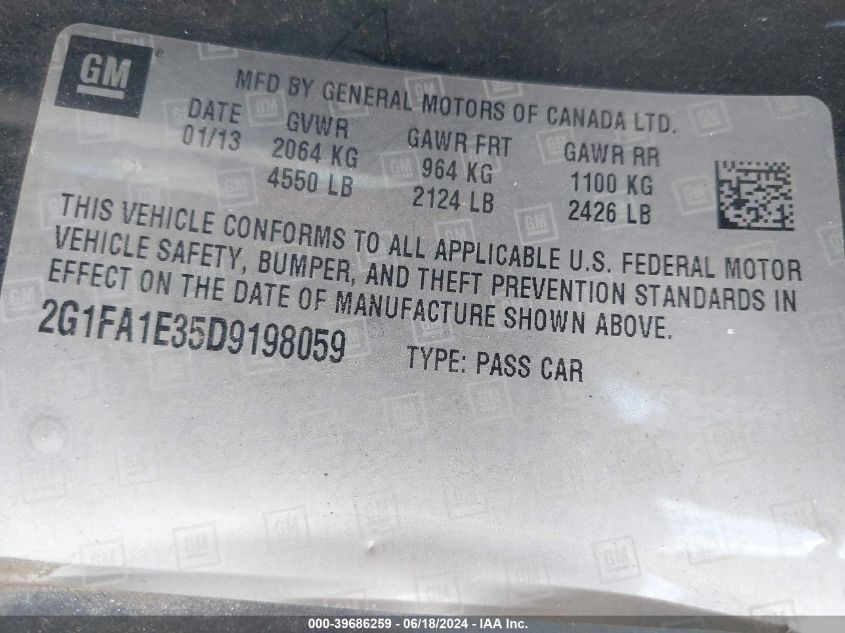 GM
MFD BY GENERAL MOTORS OF CANADA LTD.
DATE GVWR GAWR FRT GAWR RR
01/13 2064 KG 964 KG 1100 KG
4550 LB 2124 LB 2426 LB
THIS VEHICLE CONFORMS TO ALL APPLICABLE U.S. FEDERAL MOTOR
VEHICLE SAFETY, BUMPER, AND THEFT PREVENTION STANDARDS IN
EFFECT ON THE DATE OF MANUFACTURE SHOWN ABOVE.
2G1FA1E35D9198059 TYPE: PASS CAR
000-39686259 / 06/18/2024 - IAA Inc.